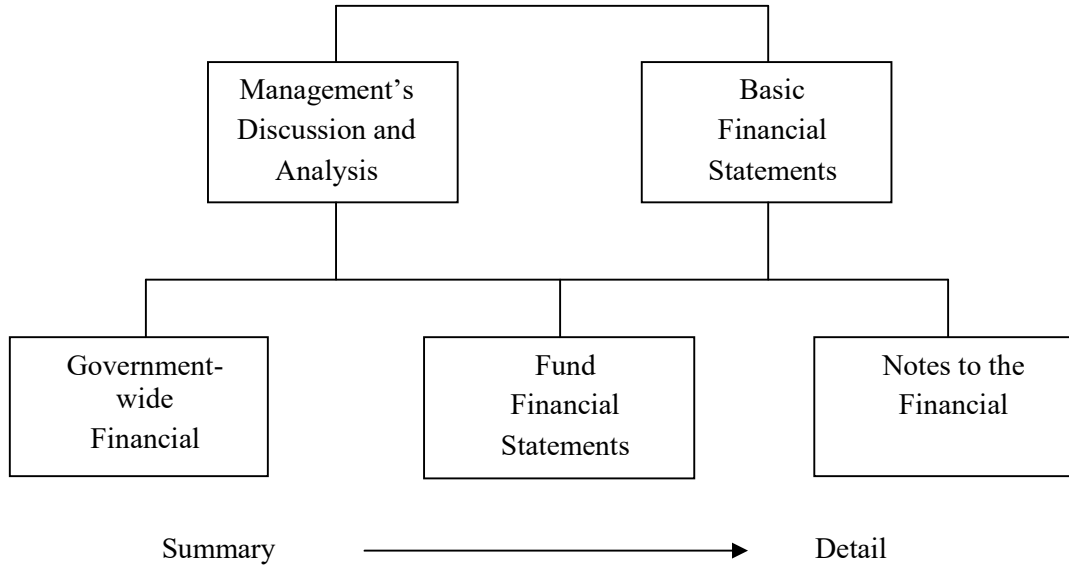 Management’s
Discussion and
Analysis
Basic
Financial
Statements
Government-
wide
Financial
Fund
Financial
Statements
Notes to the
Financial
Summary
Detail